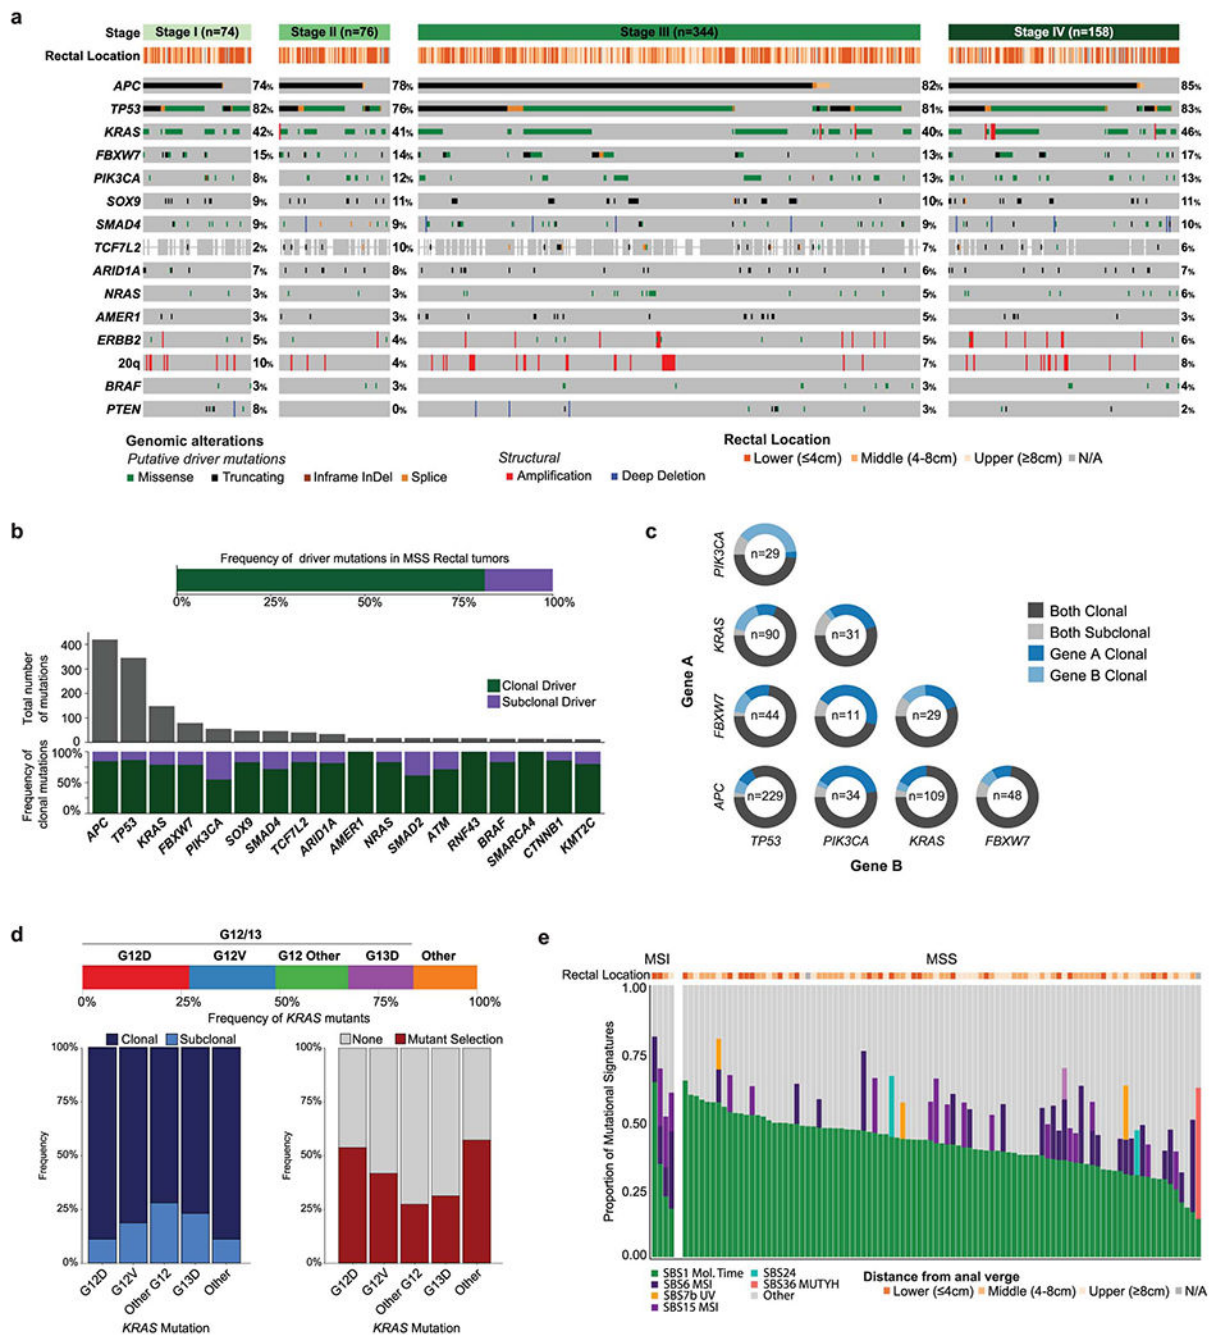 a
Stage Stage I (n=74) Stage II (n=76) Stage III (n=344) Stage IV (n=158)
Rectal Location
APC 74% 78% 82% 85%
TP53 82% 76% 81% 83%
KRAS 42% 41% 40% 46%
FBXW7 15% 14% 13% 17%
PIK3CA 8% 12% 13% 13%
SOX9 9% 11% 10% 11%
SMAD4 9% 9% 9% 10%
TCF7L2 2% 10% 7% 6%
ARID1A 7% 8% 6% 7%
NRAS 3% 3% 5% 6%
AMER1 3% 3% 5% 3%
ERBB2 5% 4% 5% 6%
20q 10% 4% 7% 8%
BRAF 3% 3% 3% 4%
PTEN 8% 0% 3% 2%
Genomic alterations
Putative driver mutations
Missense Truncating Inframe InDel Splice
Structural
Amplification Deep Deletion
Rectal Location
Lower (≤4cm) Middle (4-8cm) Upper (≥8cm) N/A
b
Frequency of driver mutations in MSS Rectal tumors
0% 25% 50% 75% 100%
Total number
of mutations
400
300
200
100
0
Clonal Driver
Subclonal Driver
Frequency of
clonal mutations
100%
50%
0%
APC TP53 KRAS FBXW7 PIK3CA SOX9 SMAD4 TCF7L2 ARID1A AMER1 NRAS SMAD2 ATM RNF43 BRAF SMARCA4 CTNNB1 KMT2C
c
Gene A
PIK3CA n=29
KRAS n=90 n=31
FBXW7 n=44 n=11 n=29
APC n=229 n=34 n=109 n=48
TP53 PIK3CA KRAS FBXW7
Gene B
Both Clonal
Both Subclonal
Gene A Clonal
Gene B Clonal
d
G12/13
G12D G12V G12 Other G13D Other
0% 25% 50% 75% 100%
Frequency of KRAS mutants
Clonal Subclonal
Frequency
100%
75%
50%
25%
0%
G12D G12V Other G12 G13D Other
KRAS Mutation
None Mutant Selection
Frequency
100%
75%
50%
25%
0%
G12D G12V Other G12 G13D Other
KRAS Mutation
e
MSI MSS
Rectal Location
Proportion of Mutational Signatures
1.00
0.75
0.50
0.25
0.00
SBS1 Mol. Time SBS24
SBS6 MSI SBS36 MUTYH
SBS7b UV Other
SBS15 MSI
Distance from anal verge
Lower (≤4cm) Middle (4-8cm) Upper (≥8cm) N/A